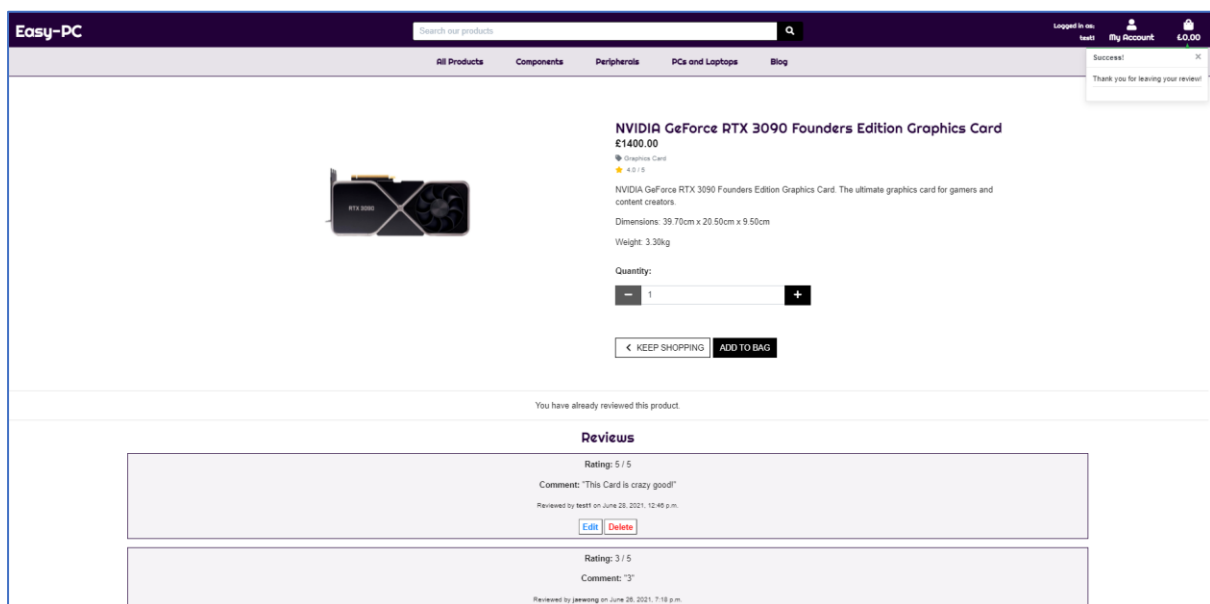 Easy-PC
Search our products
Logged in as:
test1
My Account
£0.00
All Products
Components
Peripherals
PCs and Laptops
Blog
Success!
×
Thank you for leaving your review!
NVIDIA GeForce RTX 3090 Founders Edition Graphics Card
£1400.00
Graphics Card
4.0 / 5
RTX 3090
NVIDIA GeForce RTX 3090 Founders Edition Graphics Card. The ultimate graphics card for gamers and
content creators.
Dimensions: 39.70cm x 20.50cm x 9.50cm
Weight: 3.30kg
Quantity:
1
KEEP SHOPPING
ADD TO BAG
You have already reviewed this product.
Reviews
Rating: 5 / 5
Comment: "This Card is crazy good!"
Reviewed by test1 on June 28, 2021, 12:46 p.m.
Edit
Delete
Rating: 3 / 5
Comment: "3"
Reviewed by jaewong on June 26, 2021, 7:18 p.m.